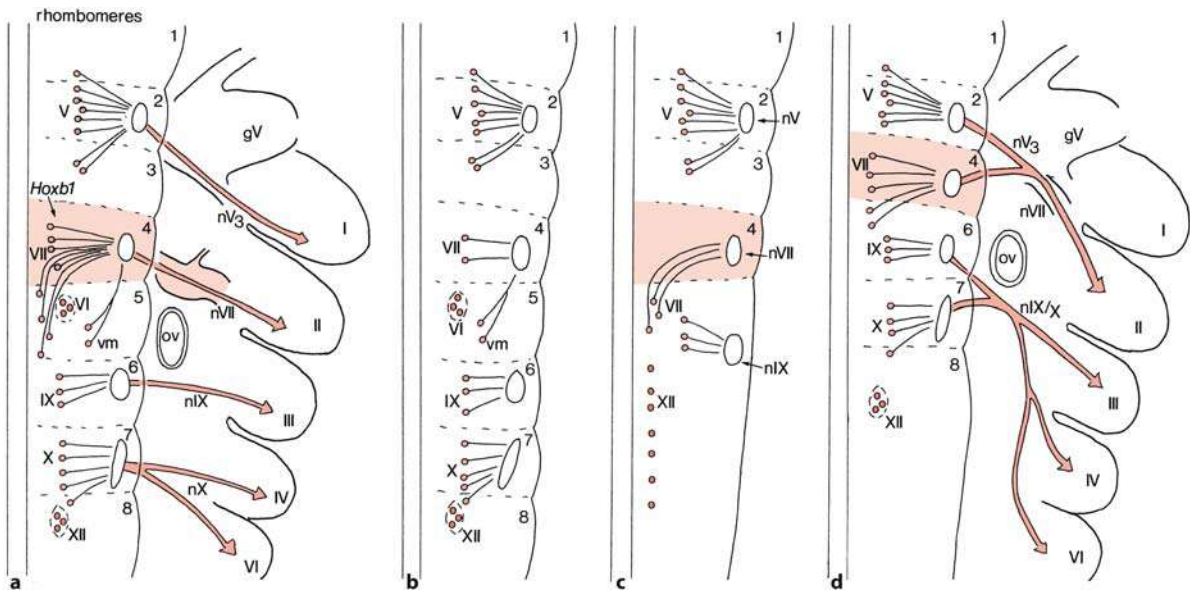 rhombomeres
1
2
V
gV
3
Hoxb1
nV3
I
4
VII
5
nVII
VI
II
vm
ov
6
IX
nIX
III
7
X
nX
IV
8
XII
VI
a
1
2
V
3
4
VII
5
VI
vm
6
IX
7
X
8
XII
b
1
2
V
nV
3
4
nVII
VII
nIX
XII
c
1
2
V
gV
nV3
4
VII
nVII
I
6
IX
ov
7
nIX/X
X
II
8
III
XII
IV
VI
d